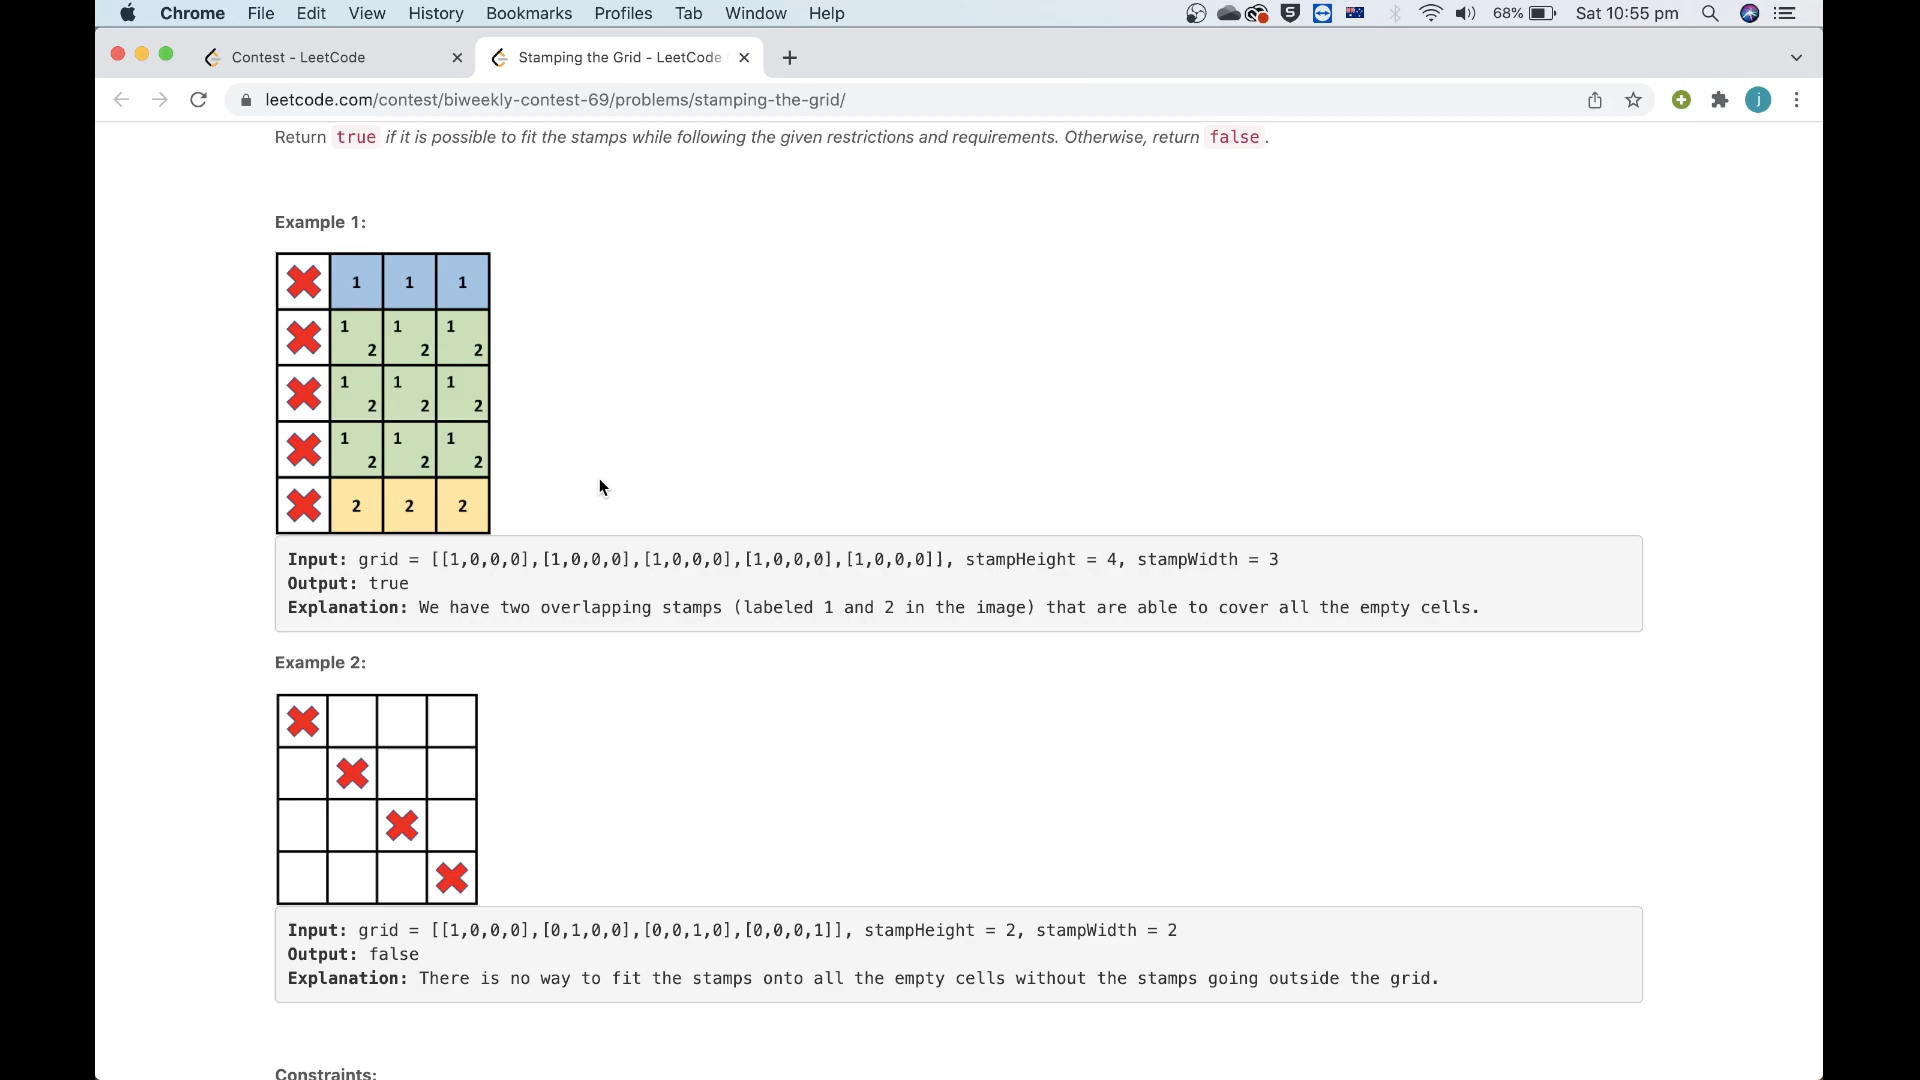 Chrome File Edit View History Bookmarks Profiles Tab Window Help 68% Sat 10:55 pm
Contest - LeetCode
Stamping the Grid - LeetCode
leetcode.com/contest/biweekly-contest-69/problems/stamping-the-grid/
j
Return true if it is possible to fit the stamps while following the given restrictions and requirements. Otherwise, return false.
Example 1:
1 1 1
1 1 1
2 2 2
1 1 1
2 2 2
1 1 1
2 2 2
2 2 2
Input: grid = [[1,0,0,0],[1,0,0,0],[1,0,0,0],[1,0,0,0],[1,0,0,0]], stampHeight = 4, stampWidth = 3
Output: true
Explanation: We have two overlapping stamps (labeled 1 and 2 in the image) that are able to cover all the empty cells.
Example 2:
Input: grid = [[1,0,0,0],[0,1,0,0],[0,0,1,0],[0,0,0,1]], stampHeight = 2, stampWidth = 2
Output: false
Explanation: There is no way to fit the stamps onto all the empty cells without the stamps going outside the grid.
Constraints: